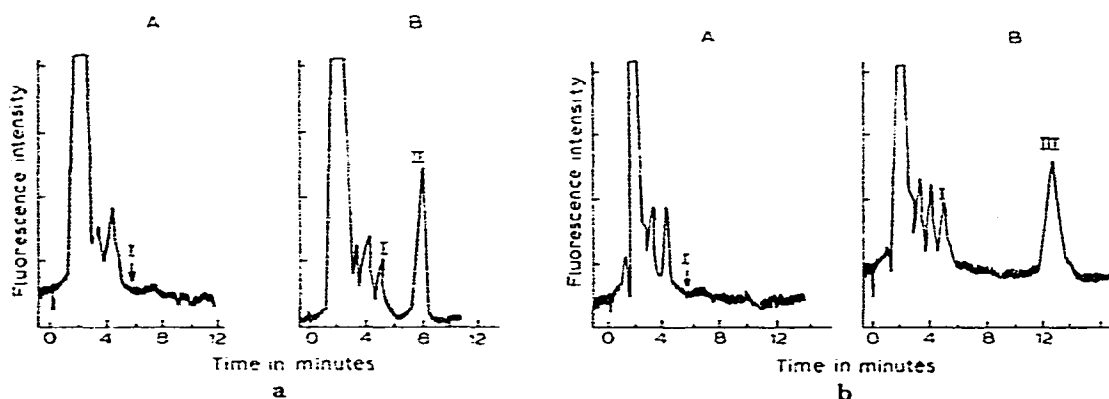 A
B
A
B
Fluorescence intensity
I
I
II
Fluorescence intensity
I
I
III
0 4 8 12
0 4 8 12
0 4 8 12
0 4 8 12
Time in minutes
Time in minutes
a
b